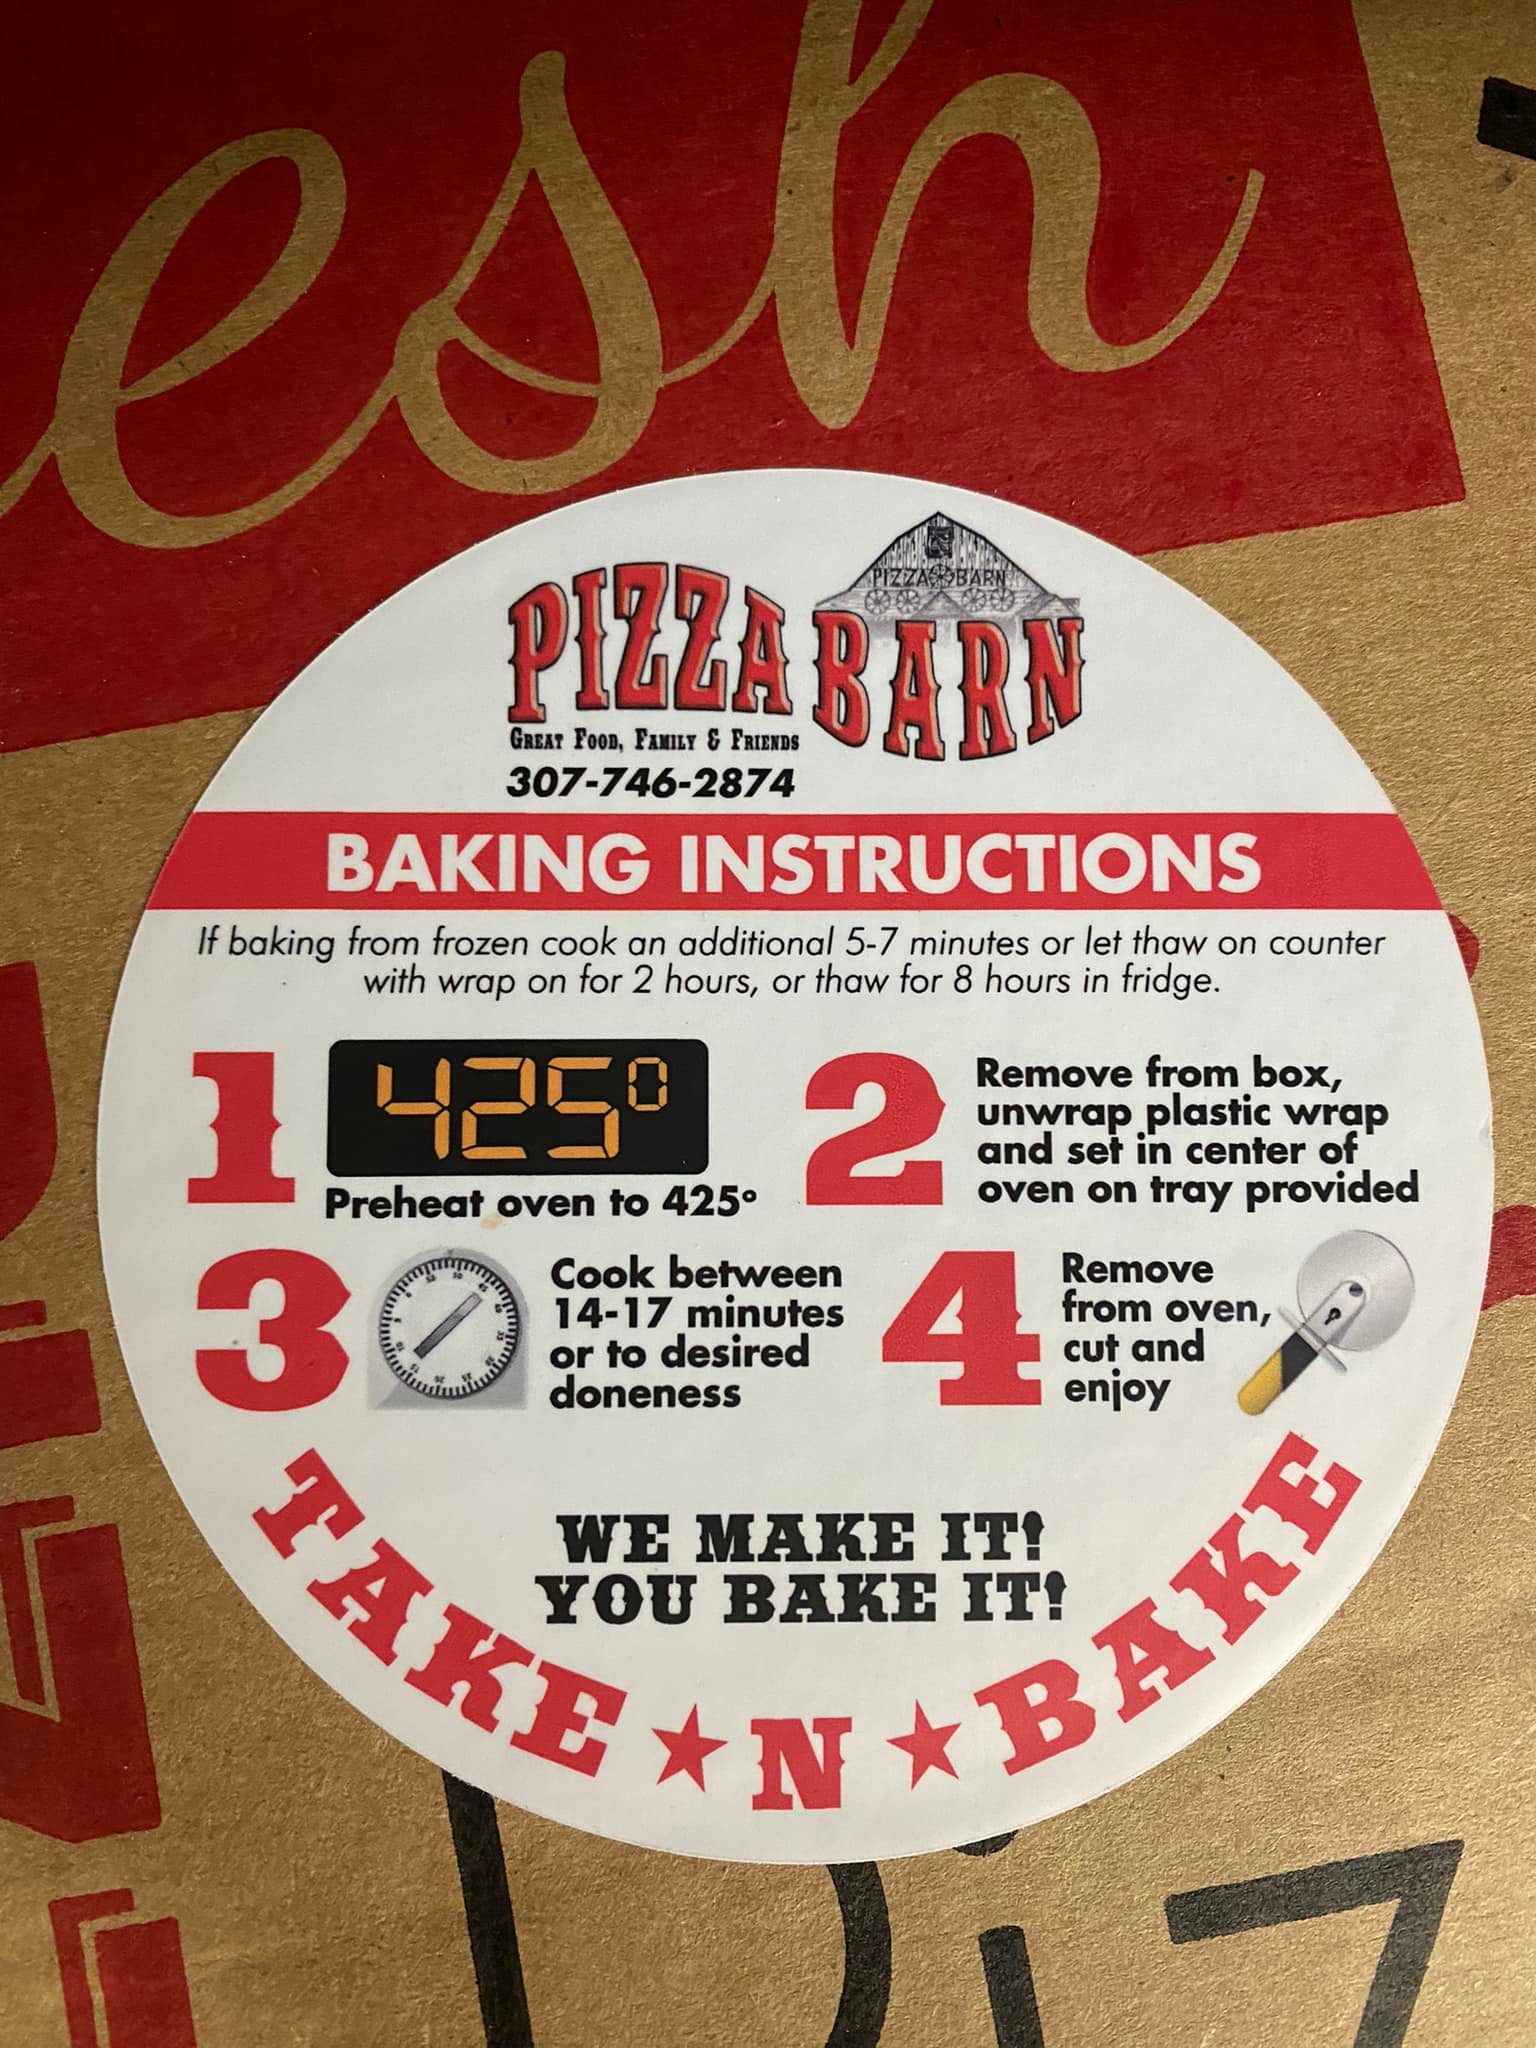 esh
PIZZA BARN
PIZZA BARN
GREAT FOOD, FAMILY & FRIENDS
307-746-2874
BAKING INSTRUCTIONS
If baking from frozen cook an additional 5-7 minutes or let thaw on counter
with wrap on for 2 hours, or thaw for 8 hours in fridge.
1
425°
Preheat oven to 425°
2
Remove from box,
unwrap plastic wrap
and set in center of
oven on tray provided
3
Cook between
14-17 minutes
or to desired
doneness
4
Remove
from oven,
cut and
enjoy
WE MAKE IT!
YOU BAKE IT!
TAKE ★ N ★ BAKE